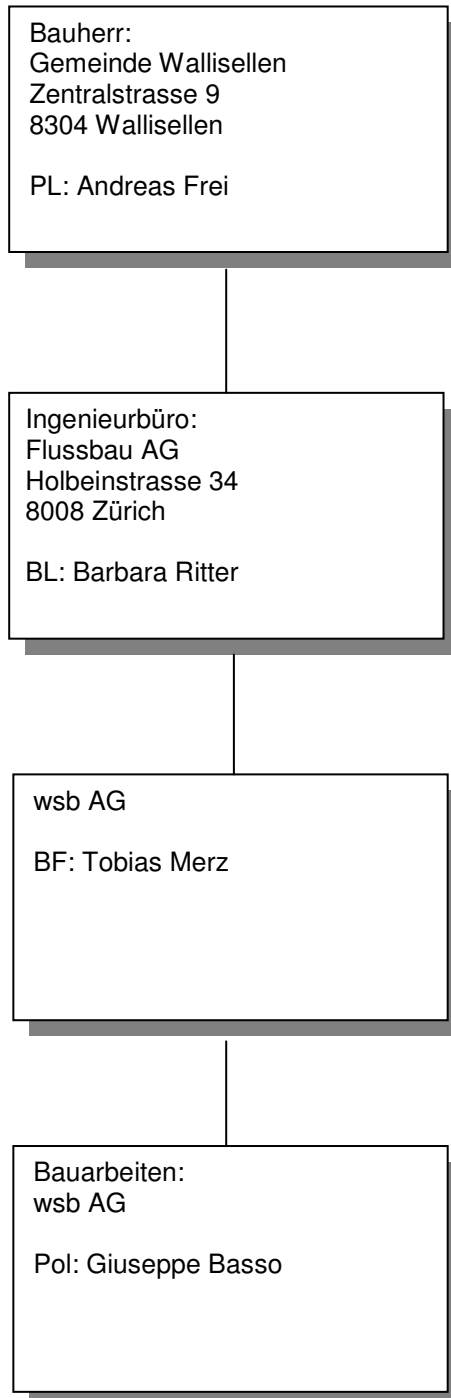 Bauherr:
Gemeinde Wallisellen
Zentralstrasse 9
8304 Wallisellen
PL: Andreas Frei
Ingenieurbüro:
Flussbau AG
Holbeinstrasse 34
8008 Zürich
BL: Barbara Ritter
wsb AG
BF: Tobias Merz
Bauarbeiten:
wsb AG
Pol: Giuseppe Basso